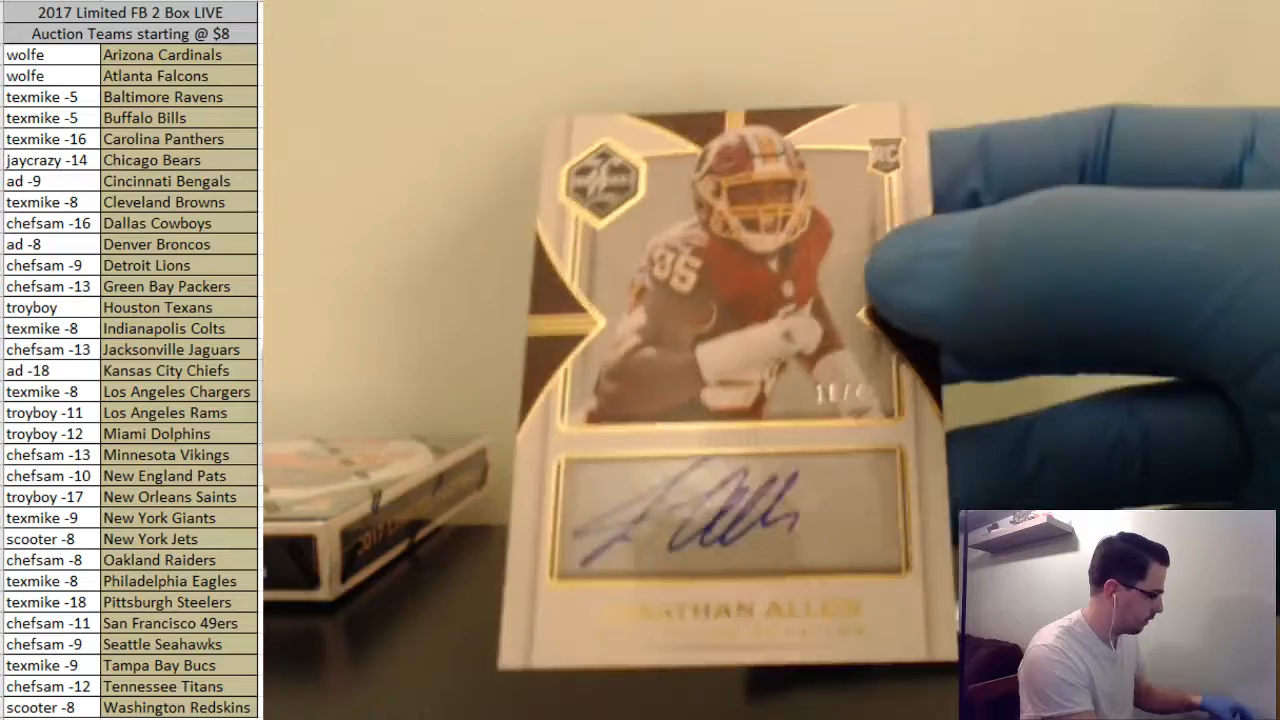 2017 Limited FB 2 Box LIVE
Auction Teams starting @ $8
wolfe Arizona Cardinals
wolfe Atlanta Falcons
texmike -5 Baltimore Ravens
texmike -5 Buffalo Bills
texmike -16 Carolina Panthers
jaycrazy -14 Chicago Bears
ad -9 Cincinnati Bengals
texmike -8 Cleveland Browns
chefsam -16 Dallas Cowboys
ad -8 Denver Broncos
chefsam -9 Detroit Lions
chefsam -13 Green Bay Packers
troyboy Houston Texans
texmike -8 Indianapolis Colts
chefsam -13 Jacksonville Jaguars
ad -18 Kansas City Chiefs
texmike -8 Los Angeles Chargers
troyboy -11 Los Angeles Rams
troyboy -12 Miami Dolphins
chefsam -13 Minnesota Vikings
chefsam -10 New England Pats
troyboy -17 New Orleans Saints
texmike -9 New York Giants
scooter -8 New York Jets
chefsam -8 Oakland Raiders
texmike -8 Philadelphia Eagles
texmike -18 Pittsburgh Steelers
chefsam -11 San Francisco 49ers
chefsam -9 Seattle Seahawks
texmike -9 Tampa Bay Bucs
chefsam -12 Tennessee Titans
scooter -8 Washington Redskins
RC
95
JONATHAN ALLEN
2017